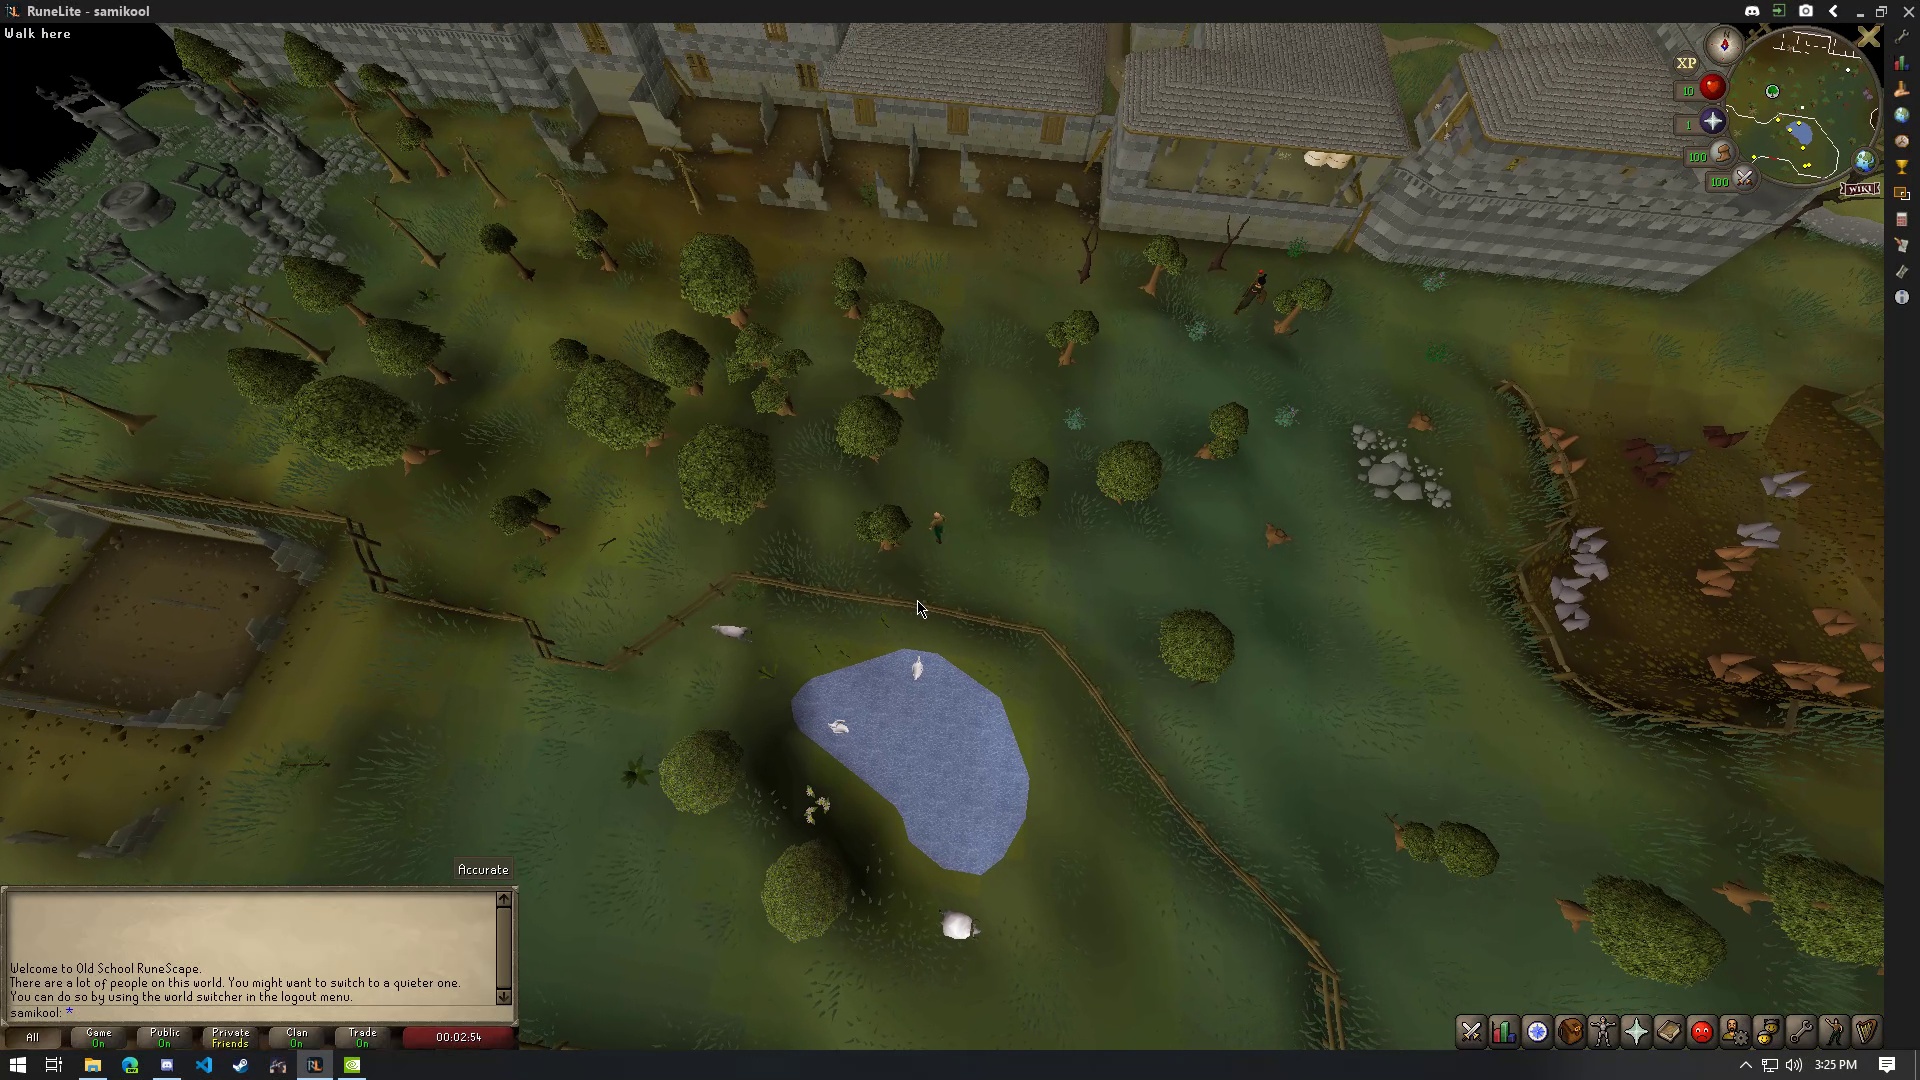 RuneLite - samikool
Walk here
N
XP
10
1
100
100
WIKI
Accurate
Welcome to Old School RuneScape.
There are a lot of people on this world. You might want to switch to a quieter one.
You can do so by using the world switcher in the logout menu.
samikool: *
All
Game
On
Public
On
Private
Friends
Clan
On
Trade
On
00:02:54
3:25 PM